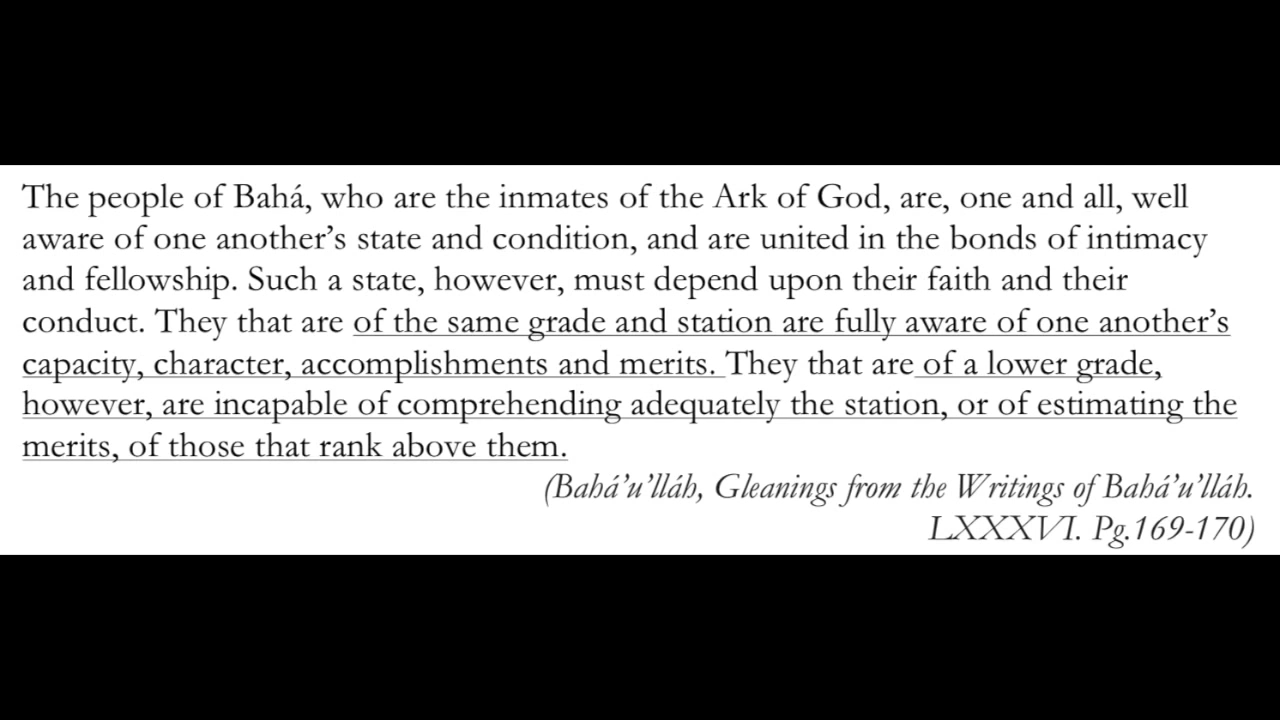 The people of Bahá, who are the inmates of the Ark of God, are, one and all, well
aware of one another’s state and condition, and are united in the bonds of intimacy
and fellowship. Such a state, however, must depend upon their faith and their
conduct. They that are of the same grade and station are fully aware of one another’s
capacity, character, accomplishments and merits. They that are of a lower grade,
however, are incapable of comprehending adequately the station, or of estimating the
merits, of those that rank above them.
(Bahá’u’lláh, Gleanings from the Writings of Bahá’u’lláh.
LXXXVI. Pg.169-170)